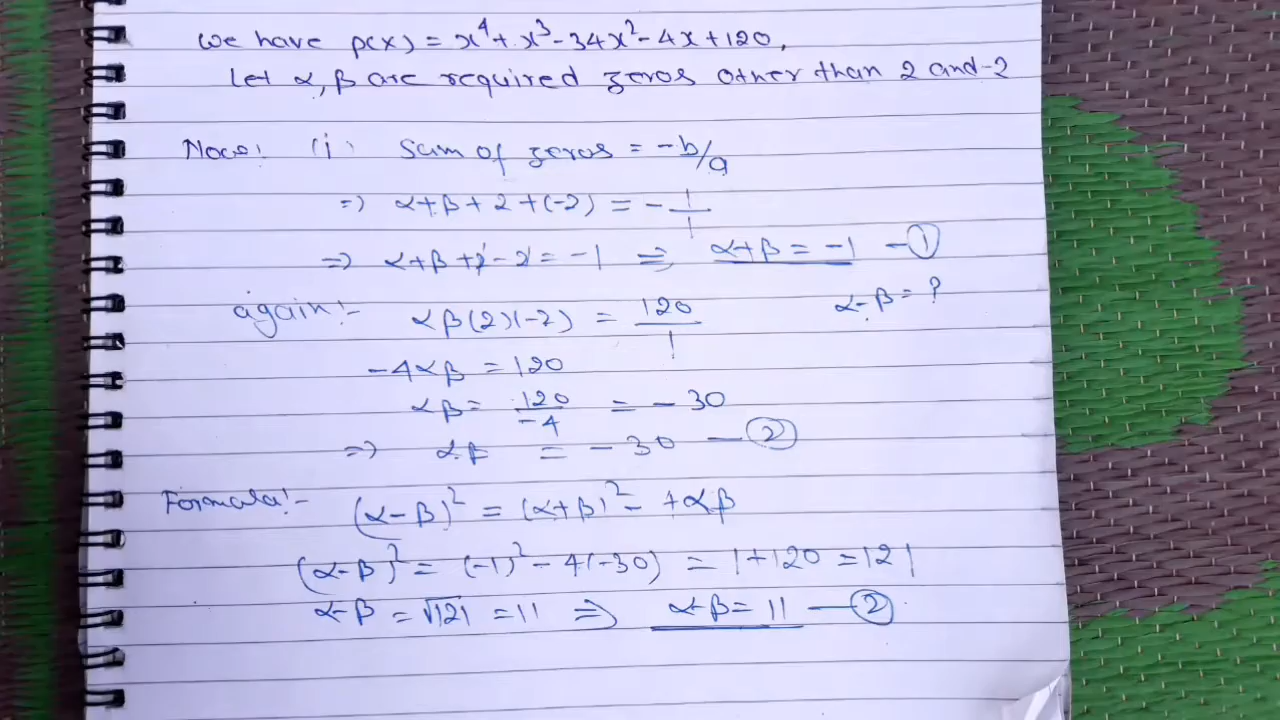 We have p(x) = x⁴ + x³ - 34x² - 4x + 120,
Let α, β are required zeros other than 2 and -2
Now! (i) Sum of zeros = -b/a
=> α+β+2+(-2) = - 1/1
=> α+β+2-2 = -1 => α+β = -1 — ①
α-β = ?
again:- αβ(2)(-2) = 120/1
-4αβ = 120
αβ = 120/-4 = -30
=> α.β = -30 — ②
Formula:- (α-β)² = (α+β)² - 4αβ
(α-β)² = (-1)² - 4(-30) = 1+120 = 121
α-β = √121 = 11 => α-β = 11 — ②